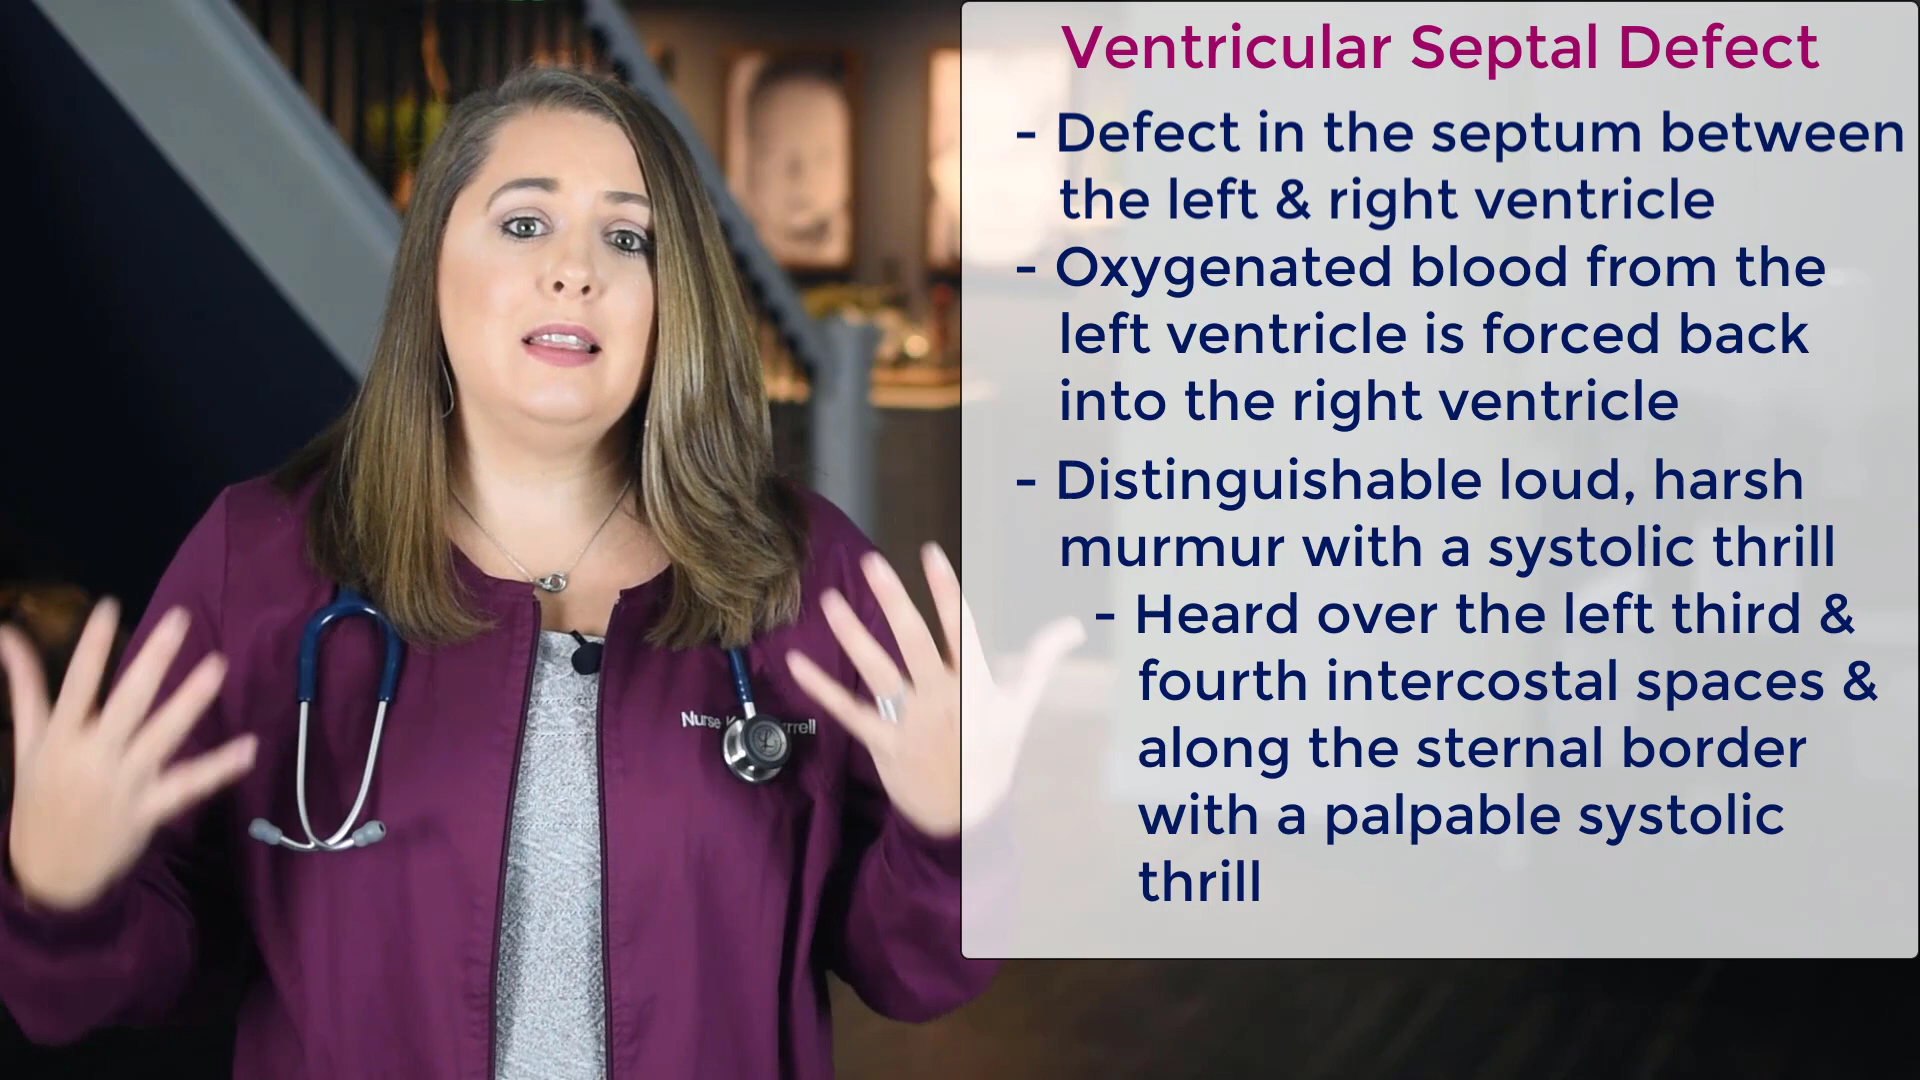 Ventricular Septal Defect
- Defect in the septum between
the left & right ventricle
- Oxygenated blood from the
left ventricle is forced back
into the right ventricle
- Distinguishable loud, harsh
murmur with a systolic thrill
- Heard over the left third &
fourth intercostal spaces &
along the sternal border
with a palpable systolic
thrill
Nurse